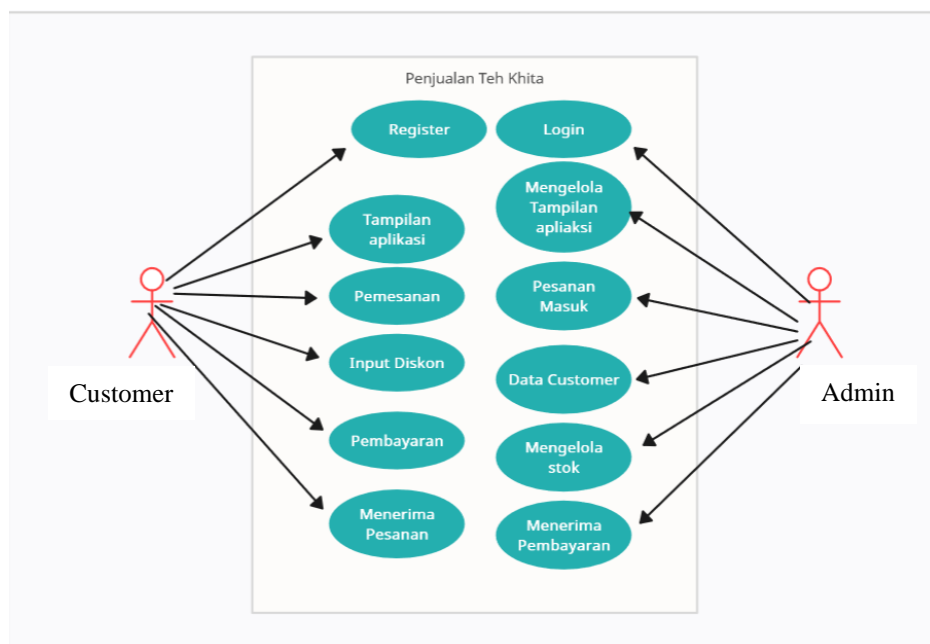 Penjualan Teh Khita
Register
Login
Tampilan
aplikasi
Mengelola
Tampilan
apliaksi
Pemesanan
Pesanan
Masuk
Input Diskon
Data Customer
Customer
Admin
Pembayaran
Mengelola
stok
Menerima
Pesanan
Menerima
Pembayaran